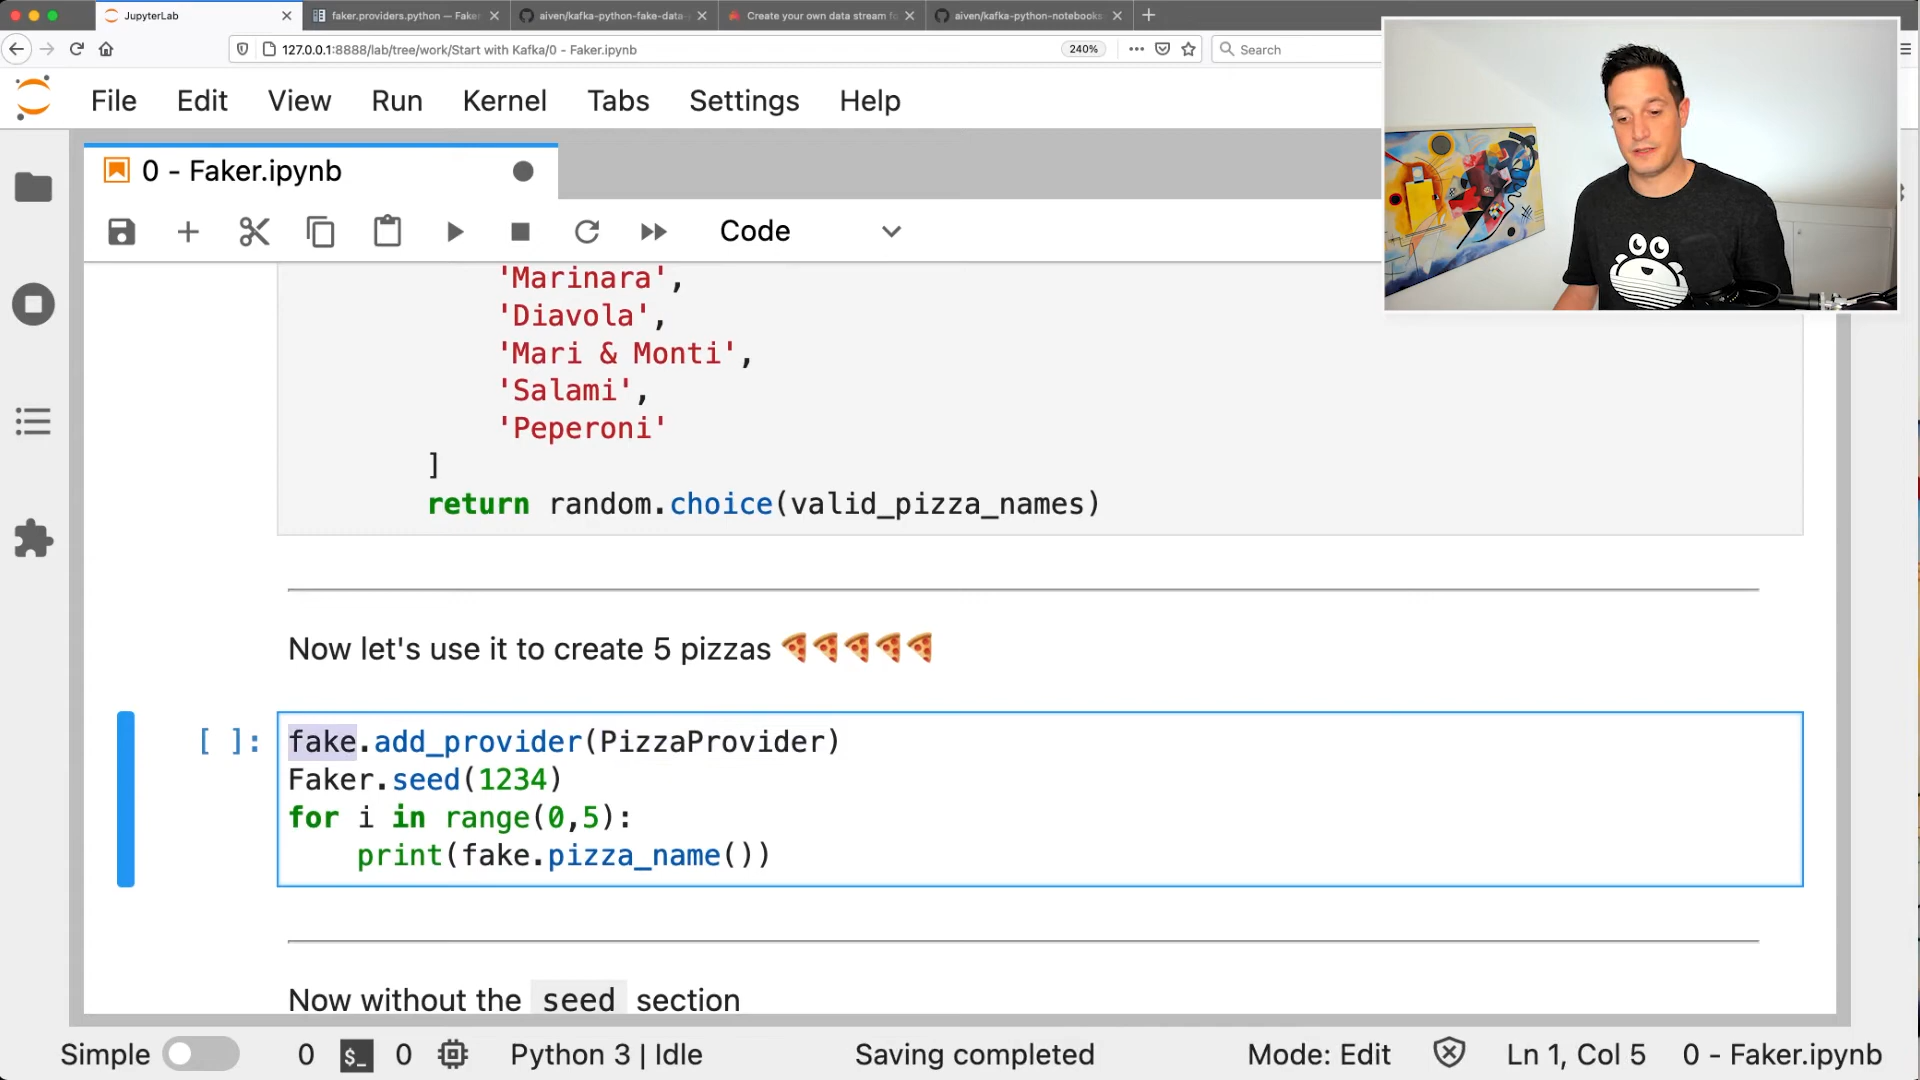 JupyterLab
faker.providers.python — Fake
aiven/kafka-python-fake-data-
Create your own data stream fo
aiven/kafka-python-notebooks
127.0.0.1:8888/lab/tree/work/Start with Kafka/0 - Faker.ipynb
240%
Search
File Edit View Run Kernel Tabs Settings Help
0 - Faker.ipynb
Code
'Marinara',
'Diavola',
'Mari & Monti',
'Salami',
'Peperoni'
]
return random.choice(valid_pizza_names)
Now let's use it to create 5 pizzas 🍕🍕🍕🍕🍕
[ ]:
fake.add_provider(PizzaProvider)
Faker.seed(1234)
for i in range(0,5):
print(fake.pizza_name())
Now without the seed section
Simple 0 $_ 0 Python 3 | Idle Saving completed Mode: Edit Ln 1, Col 5 0 - Faker.ipynb